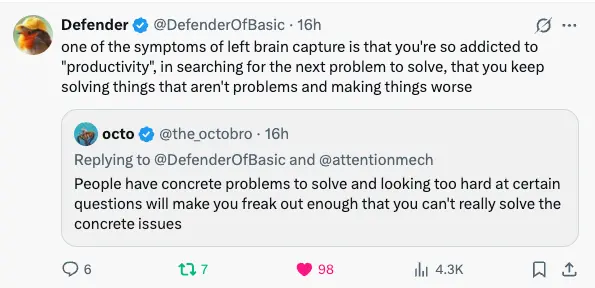 Defender @DefenderOfBasic · 16h
one of the symptoms of left brain capture is that you're so addicted to
"productivity", in searching for the next problem to solve, that you keep
solving things that aren't problems and making things worse
octo @the_octobro · 16h
Replying to @DefenderOfBasic and @attentionmech
People have concrete problems to solve and looking too hard at certain
questions will make you freak out enough that you can't really solve the
concrete issues
6 7 98 4.3K